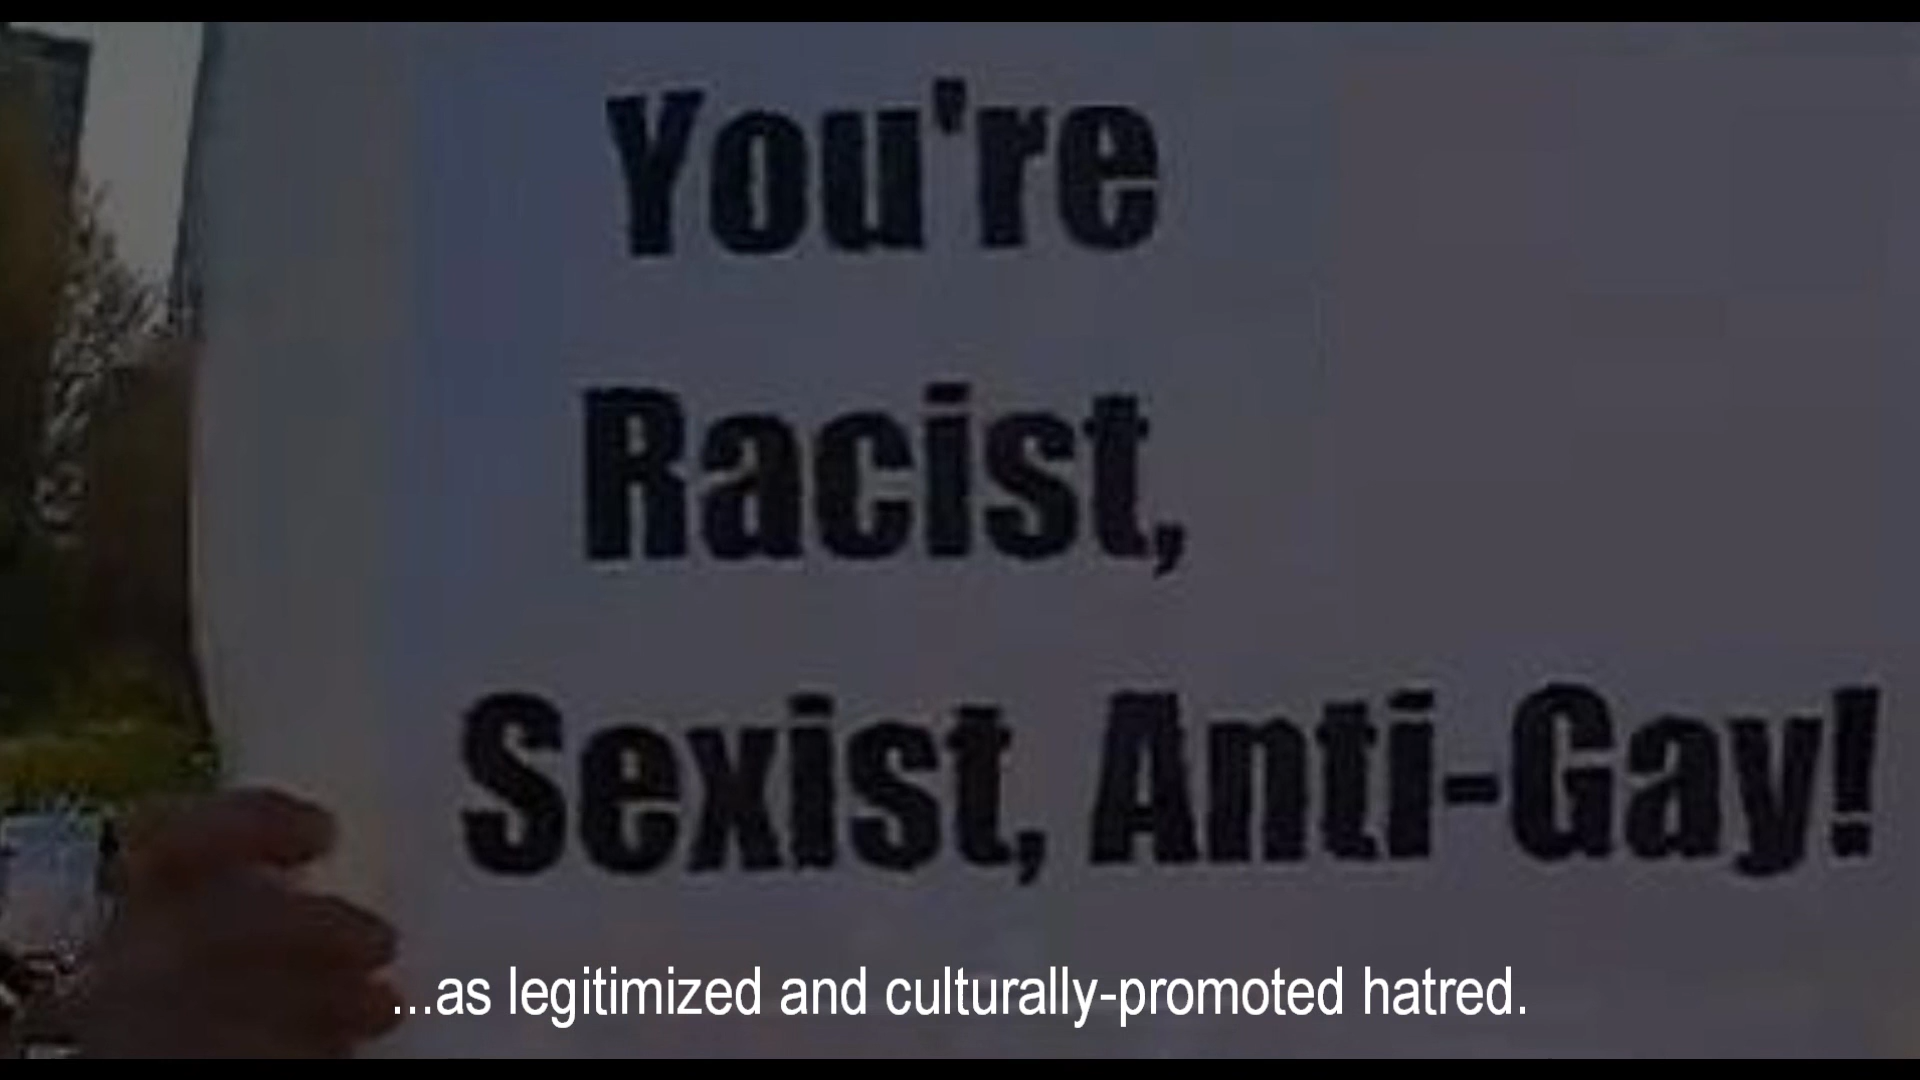 You're
Racist,
Sexist, Anti-Gay!
...as legitimized and culturally-promoted hatred.